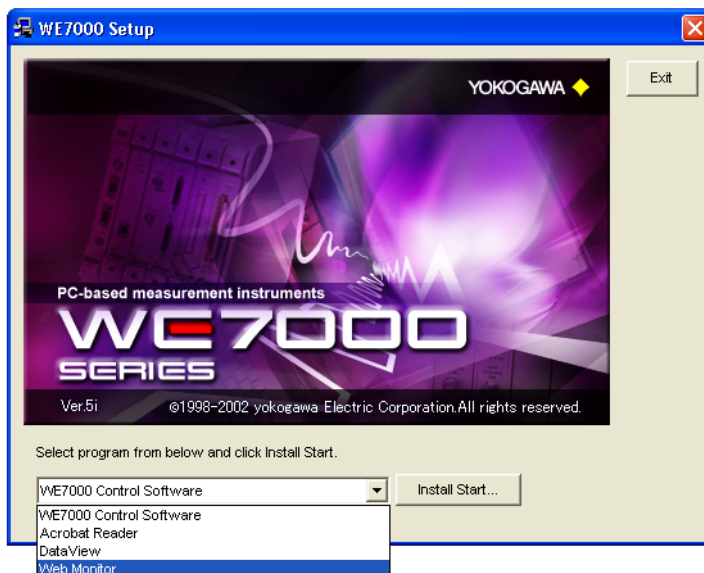 WE7000 Setup
YOKOGAWA
Exit
PC-based measurement instruments
WE7000
SERIES
Ver.5i ©1998-2002 yokogawa Electric Corporation.All rights reserved.
Select program from below and click Install Start.
WE7000 Control Software Install Start...
WE7000 Control Software
Acrobat Reader
DataView
Web Monitor